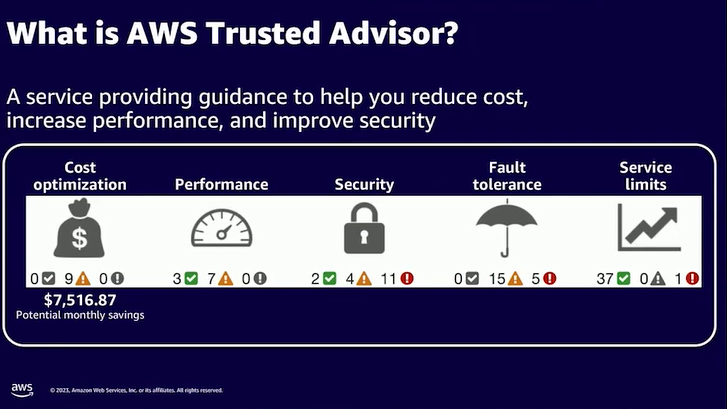 What is AWS Trusted Advisor?
A service providing guidance to help you reduce cost,
increase performance, and improve security
Cost
optimization
Performance
Security
Fault
tolerance
Service
limits
$
0 9 0
3 7 0
2 4 11
0 15 5
37 0 1
$7,516.87
Potential monthly savings
aws
© 2023, Amazon Web Services, Inc. or its affiliates. All rights reserved.